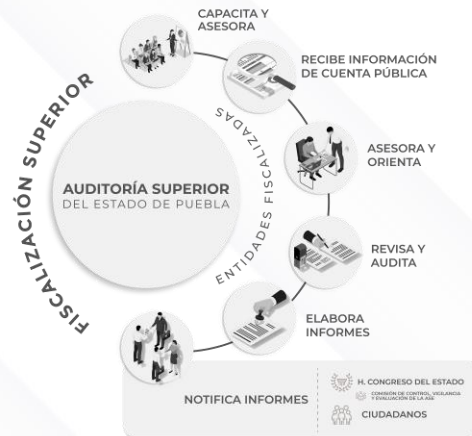 CAPACITA Y
ASESORA
RECIBE INFORMACIÓN
DE CUENTA PÚBLICA
FISCALIZACIÓN SUPERIOR
ENTIDADES FISCALIZADAS
AUDITORÍA SUPERIOR
DEL ESTADO DE PUEBLA
ASESORA Y
ORIENTA
REVISA Y
AUDITA
ELABORA
INFORMES
NOTIFICA INFORMES
H. CONGRESO DEL ESTADO
COMISIÓN DE CONTROL, VIGILANCIA
Y EVALUACIÓN DE LA ASE
CIUDADANOS